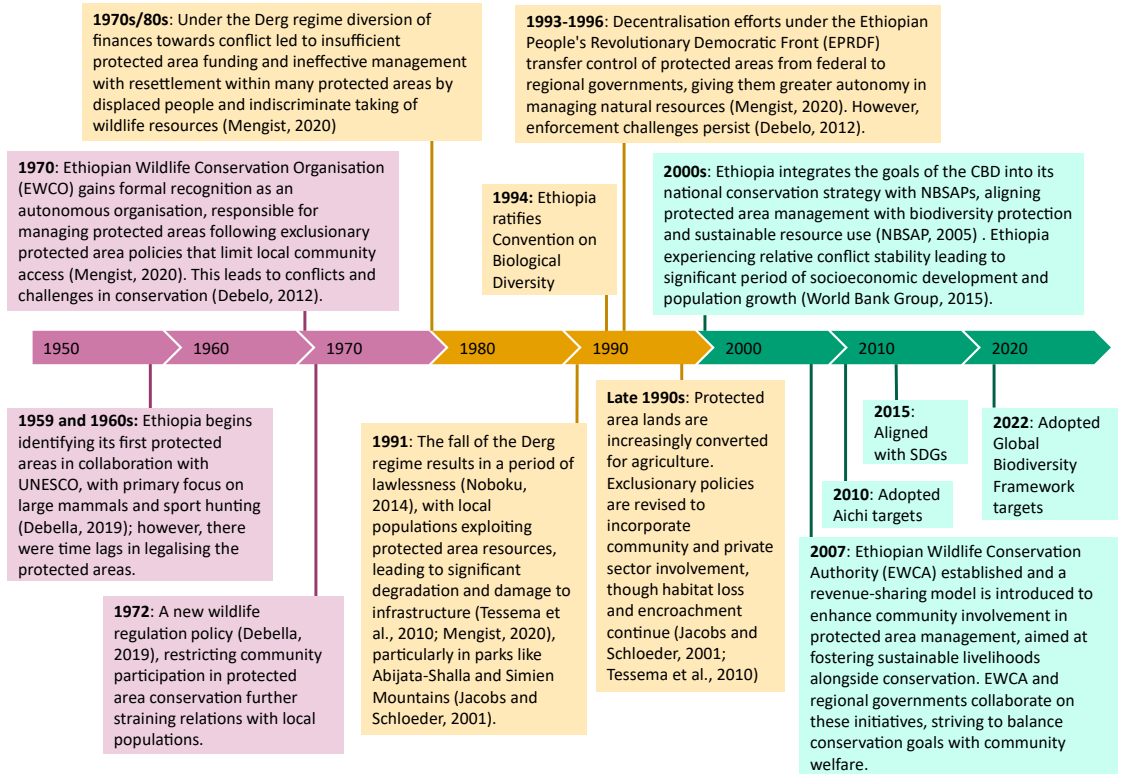 1970s/80s: Under the Derg regime diversion of
finances towards conflict led to insufficient
protected area funding and ineffective management
with resettlement within many protected areas by
displaced people and indiscriminate taking of
wildlife resources (Mengist, 2020)
1993-1996: Decentralisation efforts under the Ethiopian
People's Revolutionary Democratic Front (EPRDF)
transfer control of protected areas from federal to
regional governments, giving them greater autonomy in
managing natural resources (Mengist, 2020). However,
enforcement challenges persist (Debelo, 2012).
1970: Ethiopian Wildlife Conservation Organisation
(EWCO) gains formal recognition as an
autonomous organisation, responsible for
managing protected areas following exclusionary
protected area policies that limit local community
access (Mengist, 2020). This leads to conflicts and
challenges in conservation (Debelo, 2012).
1994: Ethiopia
ratifies
Convention on
Biological
Diversity
2000s: Ethiopia integrates the goals of the CBD into its
national conservation strategy with NBSAPs, aligning
protected area management with biodiversity protection
and sustainable resource use (NBSAP, 2005) . Ethiopia
experiencing relative conflict stability leading to
significant period of socioeconomic development and
population growth (World Bank Group, 2015).
1950
1960
1970
1980
1990
2000
2010
2020
1959 and 1960s: Ethiopia begins
identifying its first protected
areas in collaboration with
UNESCO, with primary focus on
large mammals and sport hunting
(Debella, 2019); however, there
were time lags in legalising the
protected areas.
1972: A new wildlife
regulation policy (Debella,
2019), restricting community
participation in protected
area conservation further
straining relations with local
populations.
1991: The fall of the Derg
regime results in a period of
lawlessness (Noboku,
2014), with local
populations exploiting
protected area resources,
leading to significant
degradation and damage to
infrastructure (Tessema et
al., 2010; Mengist, 2020),
particularly in parks like
Abijata-Shalla and Simien
Mountains (Jacobs and
Schloeder, 2001).
Late 1990s: Protected
area lands are
increasingly converted
for agriculture.
Exclusionary policies
are revised to
incorporate
community and private
sector involvement,
though habitat loss
and encroachment
continue (Jacobs and
Schloeder, 2001;
Tessema et al., 2010)
2015:
Aligned
with SDGs
2010: Adopted
Aichi targets
2022: Adopted
Global
Biodiversity
Framework
targets
2007: Ethiopian Wildlife Conservation
Authority (EWCA) established and a
revenue-sharing model is introduced to
enhance community involvement in
protected area management, aimed at
fostering sustainable livelihoods
alongside conservation. EWCA and
regional governments collaborate on
these initiatives, striving to balance
conservation goals with community
welfare.